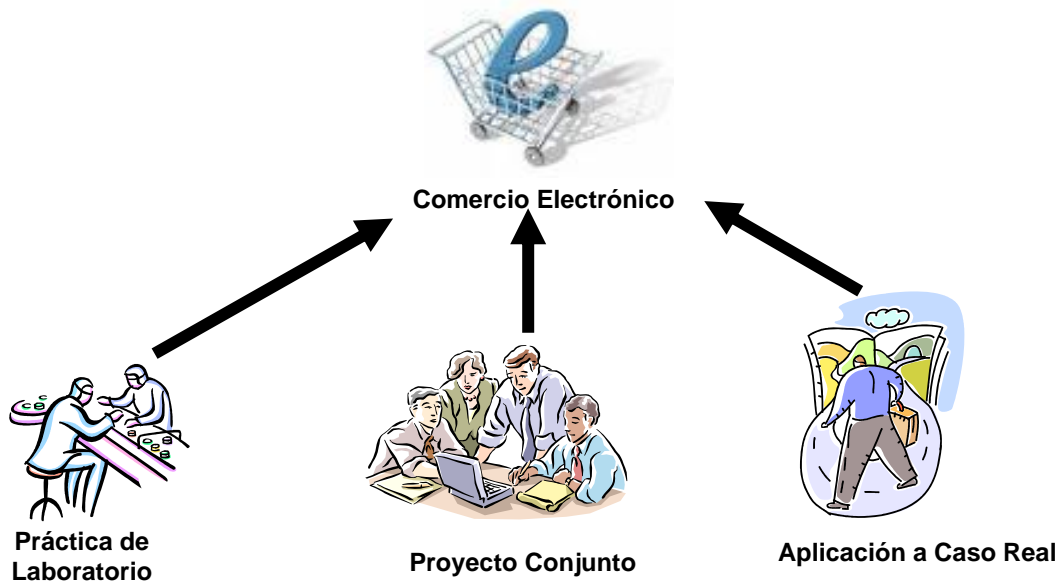 e
Comercio Electrónico
Práctica de
Laboratorio
Proyecto Conjunto
Aplicación a Caso Real